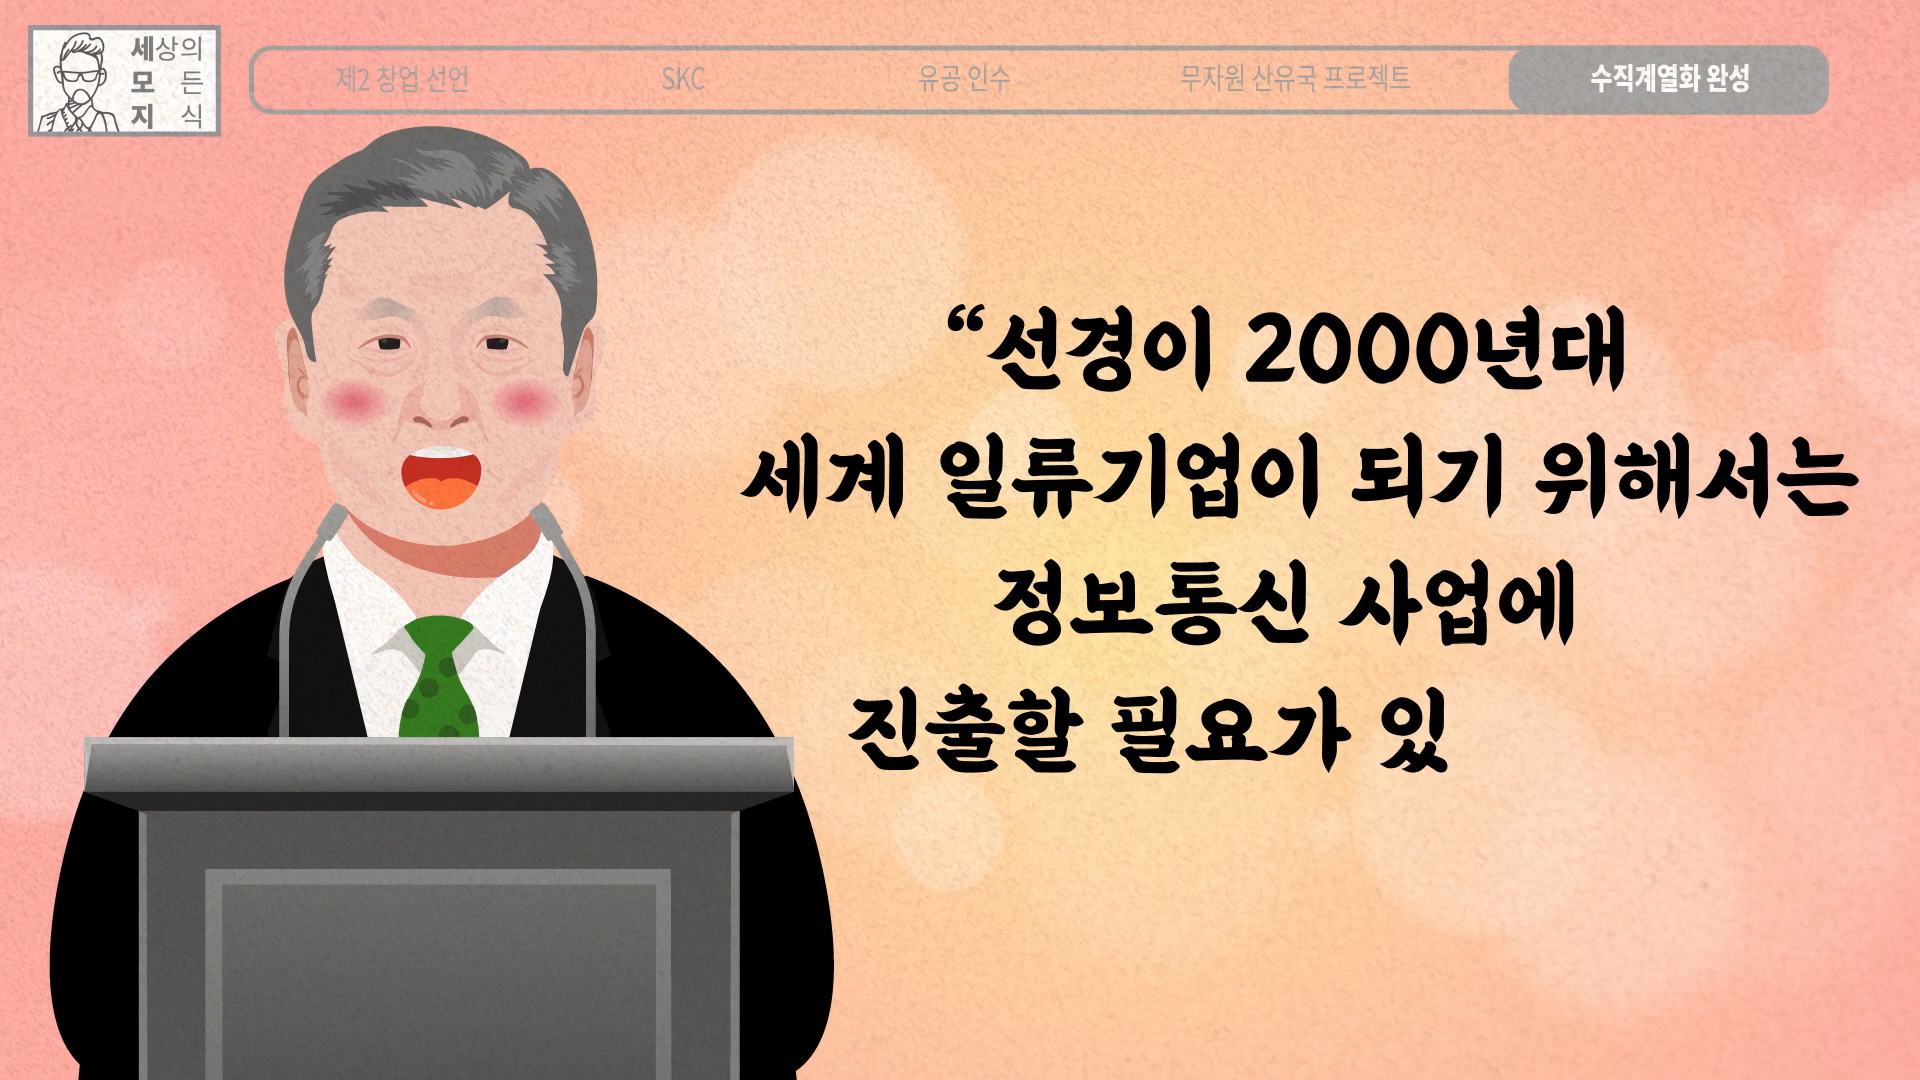 세상의
모든
지식
제2 창업 선언
SKC
유공 인수
무자원 산유국 프로젝트
수직계열화 완성
“선경이 2000년대
세계 일류기업이 되기 위해서는
정보통신 사업에
진출할 필요가 있